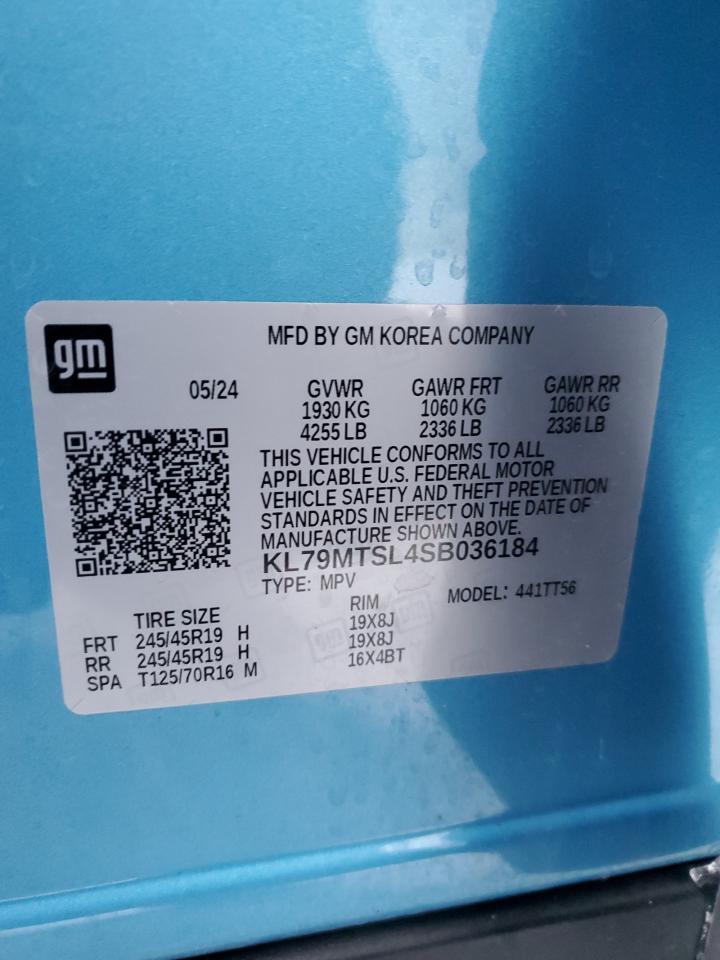 gm
MFD BY GM KOREA COMPANY
05/24
GVWR GAWR FRT GAWR RR
1930 KG 1060 KG 1060 KG
4255 LB 2336 LB 2336 LB
THIS VEHICLE CONFORMS TO ALL
APPLICABLE U.S. FEDERAL MOTOR
VEHICLE SAFETY AND THEFT PREVENTION
STANDARDS IN EFFECT ON THE DATE OF
MANUFACTURE SHOWN ABOVE.
KL79MTSL4SB036184
TYPE: MPV MODEL: 441TT56
TIRE SIZE RIM
FRT 245/45R19 H 19X8J
RR 245/45R19 H 19X8J
SPA T125/70R16 M 16X4BT